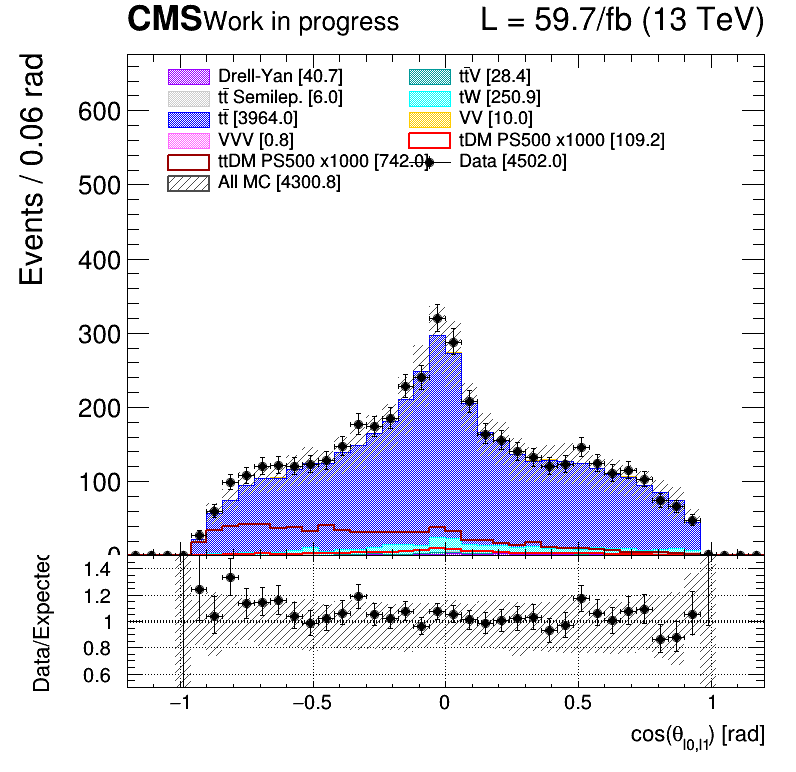 CMS Work in progress L = 59.7/fb (13 TeV)
Events / 0.06 rad
Drell-Yan [40.7] tt̄V [28.4]
tt̄ Semilep. [6.0] tW [250.9]
tt̄ [3964.0] VV [10.0]
VVV [0.8] tDM PS500 x1000 [109.2]
ttDM PS500 x1000 [742.0] Data [4502.0]
All MC [4300.8]
600
500
400
300
200
100
0
Data/Expected
1.4
1.2
1
0.8
0.6
−1 −0.5 0 0.5 1
cos(θl0,l1) [rad]